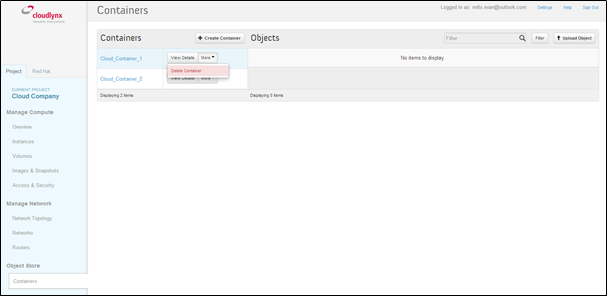 cloudlynx
Containers
Logged in as: mills.evan@outlook.com
Settings
Help
Sign Out
Project
Red Hat
CURRENT PROJECT
Cloud Company
Manage Compute
Overview
Instances
Volumes
Images & Snapshots
Access & Security
Manage Network
Network Topology
Networks
Routers
Object Store
Containers
Containers
+ Create Container
Cloud_Container_1
View Details
More
Delete Container
Cloud_Container_2
View Details
More
Displaying 2 items
Objects
Filter
Filter
Upload Object
No items to display.
Displaying 0 items